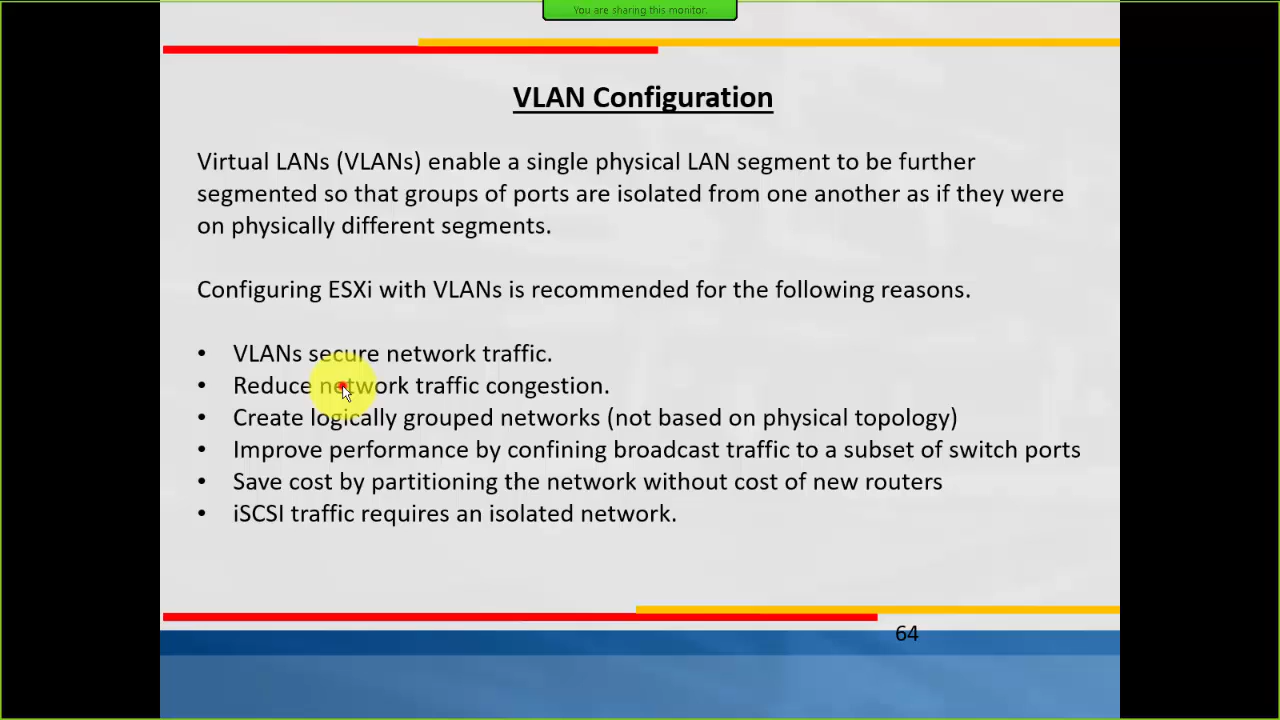 You are sharing this monitor.
VLAN Configuration
Virtual LANs (VLANs) enable a single physical LAN segment to be further
segmented so that groups of ports are isolated from one another as if they were
on physically different segments.
Configuring ESXi with VLANs is recommended for the following reasons.
• VLANs secure network traffic.
• Reduce network traffic congestion.
• Create logically grouped networks (not based on physical topology)
• Improve performance by confining broadcast traffic to a subset of switch ports
• Save cost by partitioning the network without cost of new routers
• iSCSI traffic requires an isolated network.
64